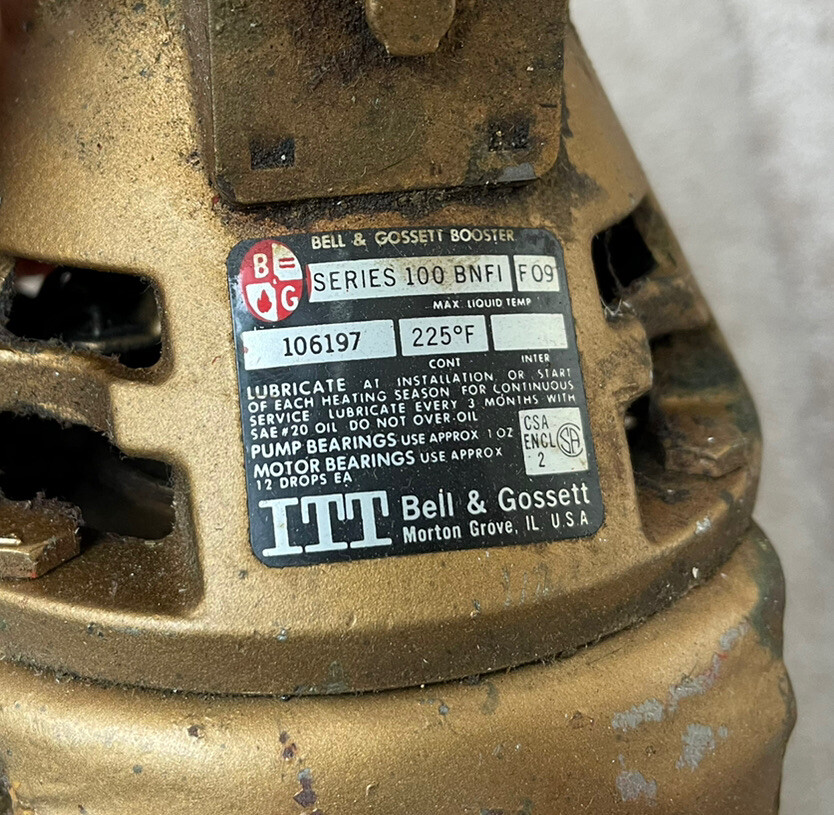 BELL & GOSSETT BOOSTER
B G
SERIES 100 BNFI F09
MAX. LIQUID TEMP
106197 225°F
CONT INTER
LUBRICATE AT INSTALLATION OR START
OF EACH HEATING SEASON FOR CONTINUOUS
SERVICE LUBRICATE EVERY 3 MONTHS WITH
SAE #20 OIL DO NOT OVER-OIL
PUMP BEARINGS USE APPROX 1 OZ
MOTOR BEARINGS USE APPROX
12 DROPS EA
CSA
ENCL SA
2
ITT Bell & Gossett
Morton Grove, IL U.S.A